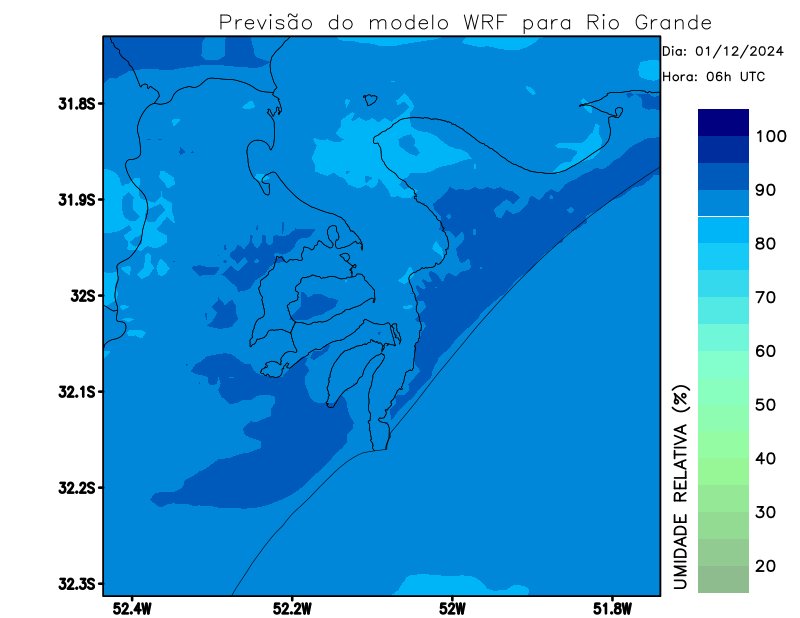 Previsão do modelo WRF para Rio Grande
Dia: 01/12/2024
Hora: 06h UTC
31.8S
31.9S
32S
32.1S
32.2S
32.3S
52.4W
52.2W
52W
51.8W
100
90
80
70
60
50
40
30
20
UMIDADE RELATIVA (%)